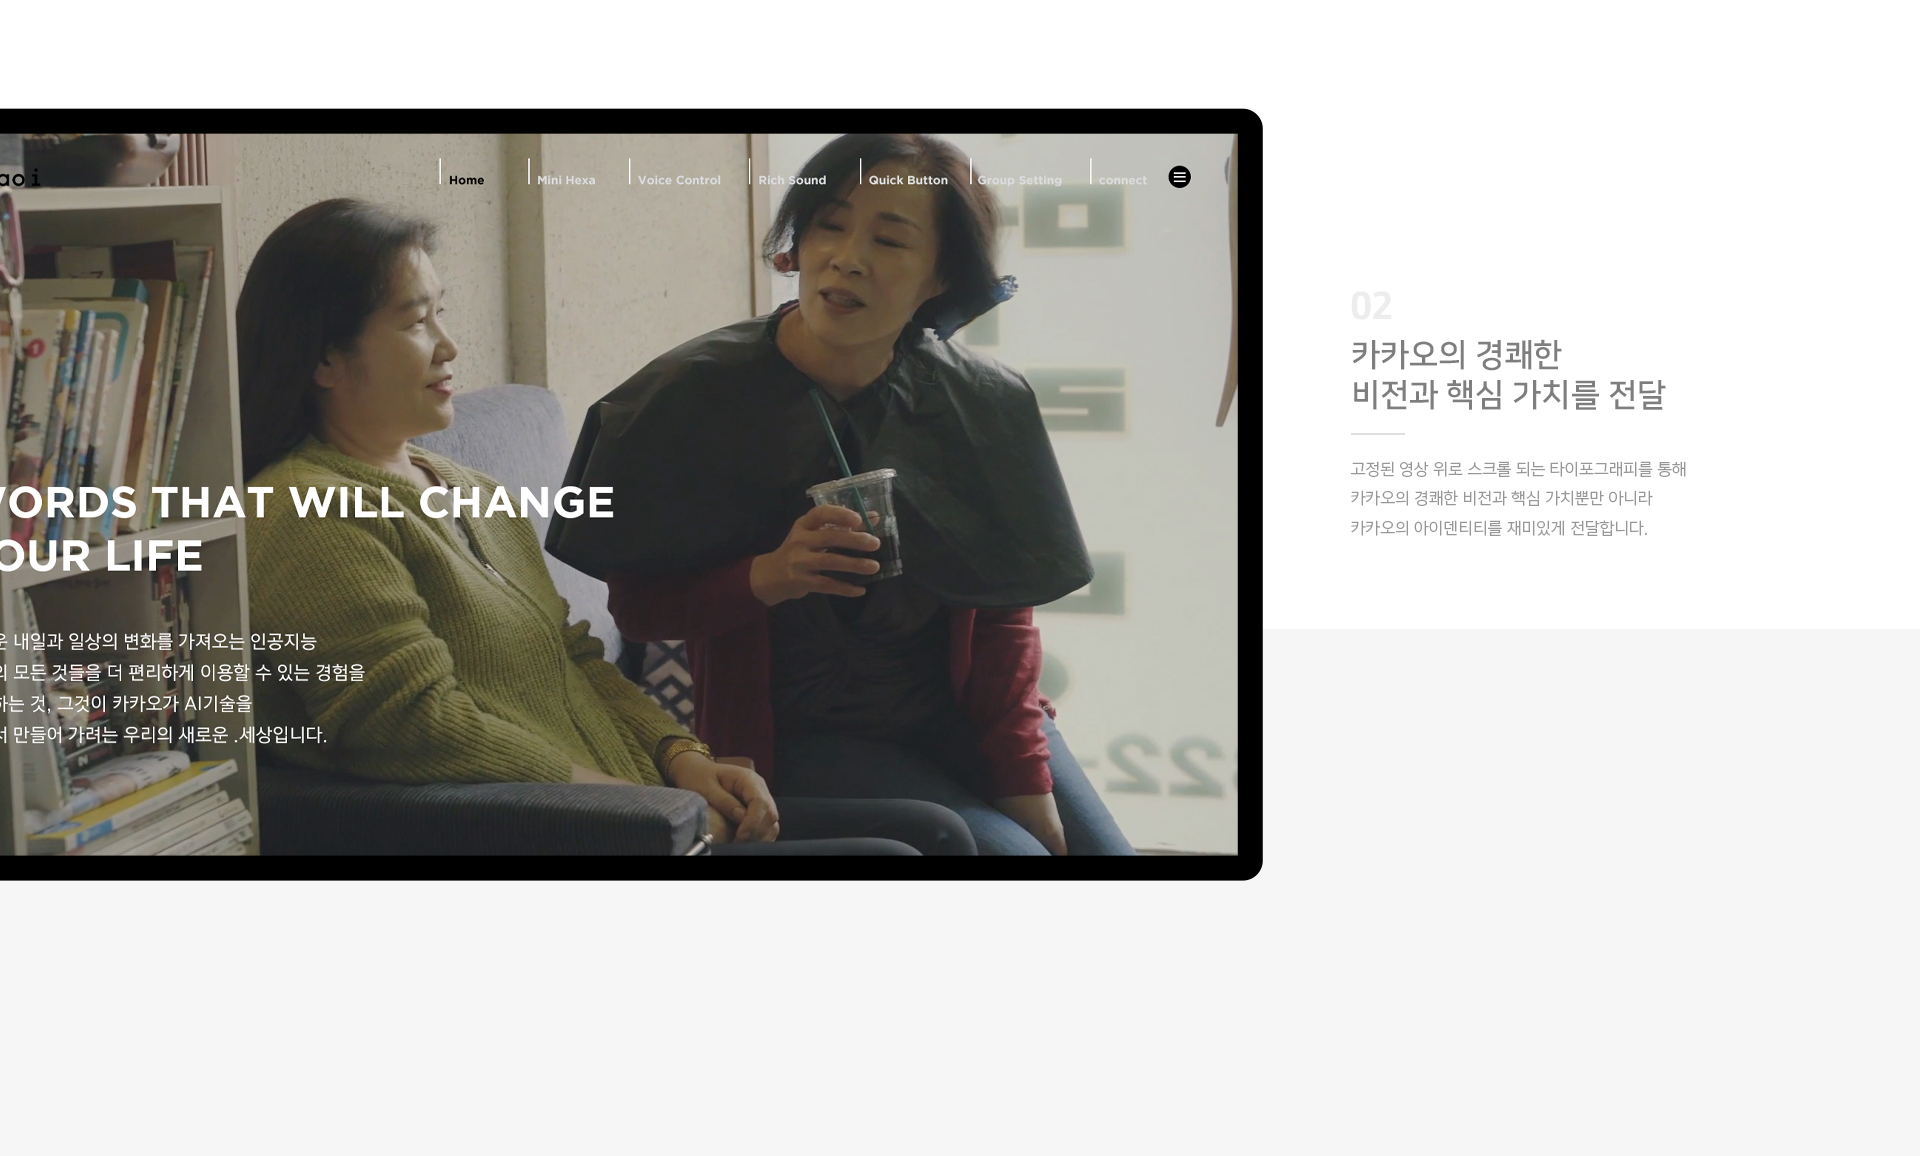 Home
Mini Hexa
Voice Control
Rich Sound
Quick Button
Group Setting
connect
THAT WILL CHANGE
LIFE
내일과 일상의 변화를 가져오는 인공지능
모든 것들을 더 편리하게 이용할 수 있는 경험을
것, 그것이 카카오가 AI기술을
만들어 가려는 우리의 새로운 .세상입니다.
02
카카오의 경쾌한
비전과 핵심 가치를 전달
고정된 영상 위로 스크롤 되는 타이포그래피를 통해
카카오의 경쾌한 비전과 핵심 가치뿐만 아니라
카카오의 아이덴티티를 재미있게 전달합니다.